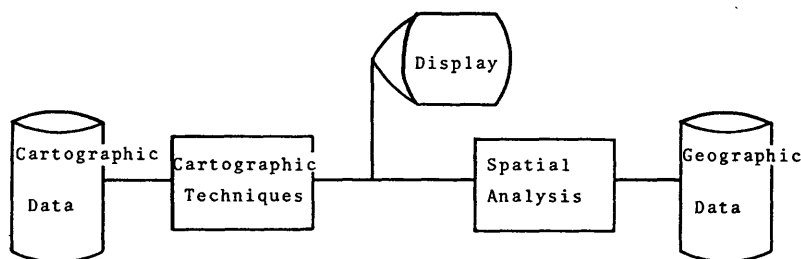 Display
Cartographic
Data
Cartographic
Techniques
Spatial
Analysis
Geographic
Data